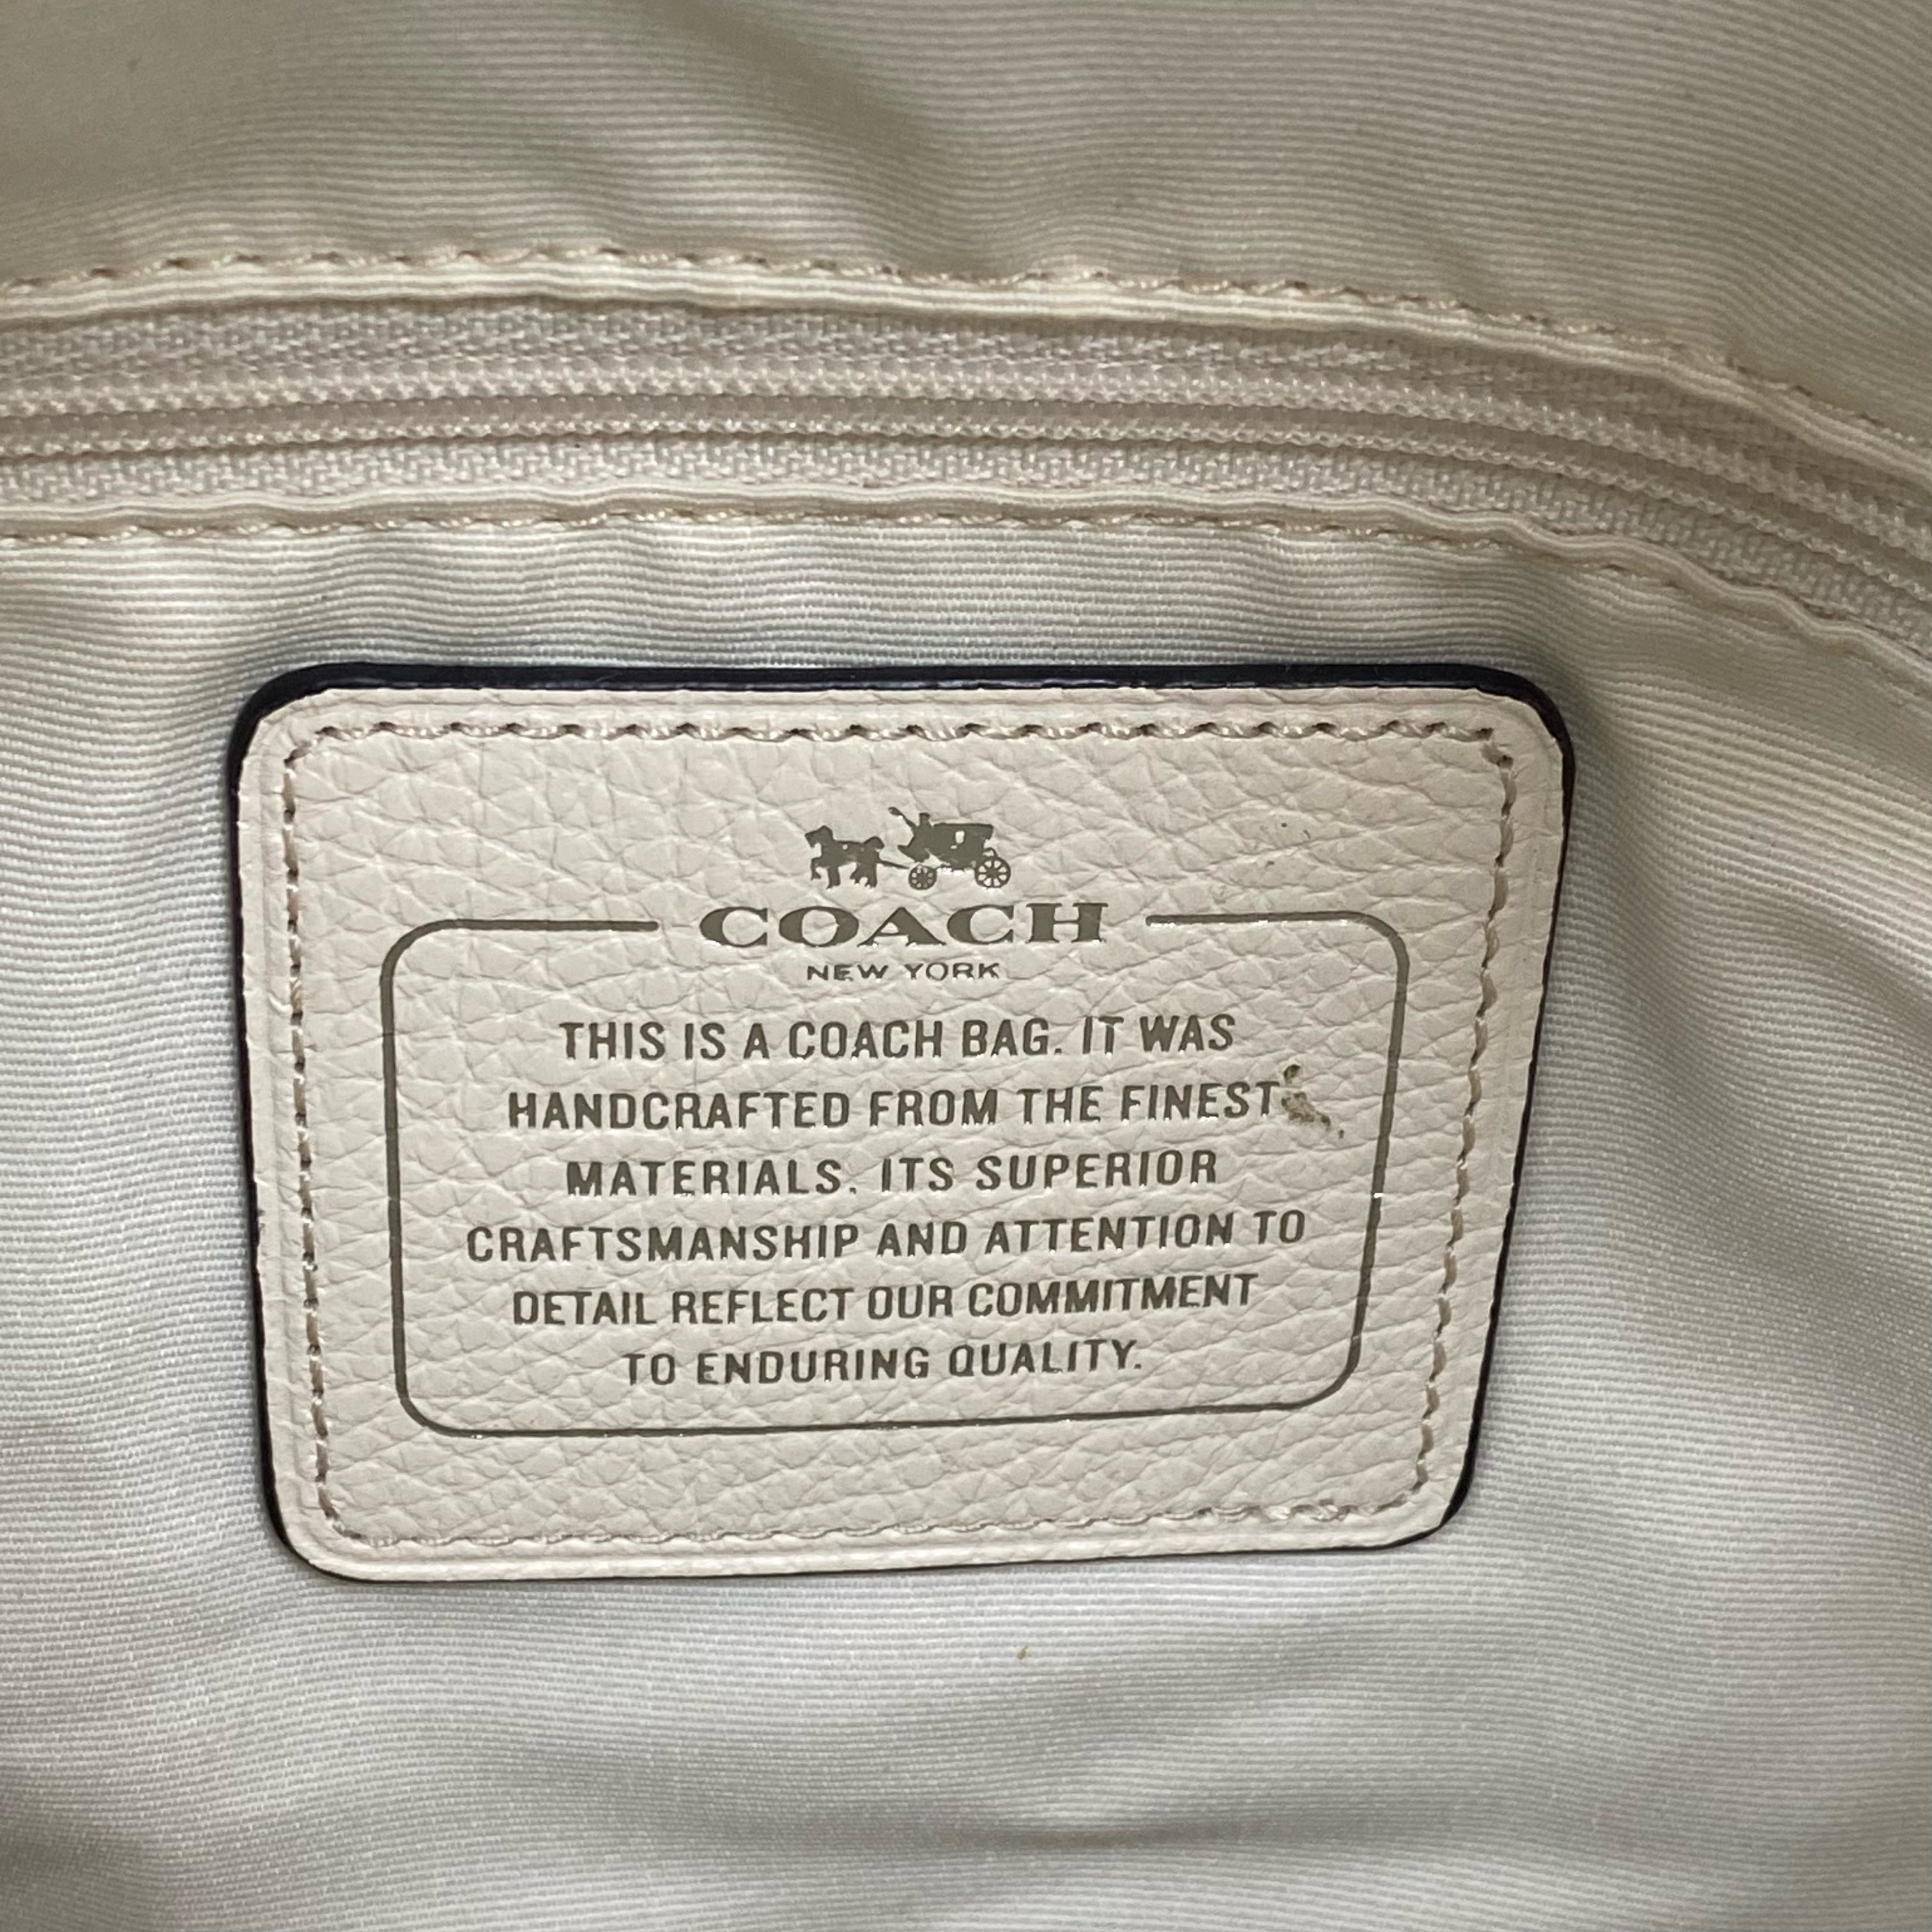 COACH
NEW YORK
THIS IS A COACH BAG. IT WAS
HANDCRAFTED FROM THE FINEST
MATERIALS. ITS SUPERIOR
CRAFTSMANSHIP AND ATTENTION TO
DETAIL REFLECT OUR COMMITMENT
TO ENDURING QUALITY.